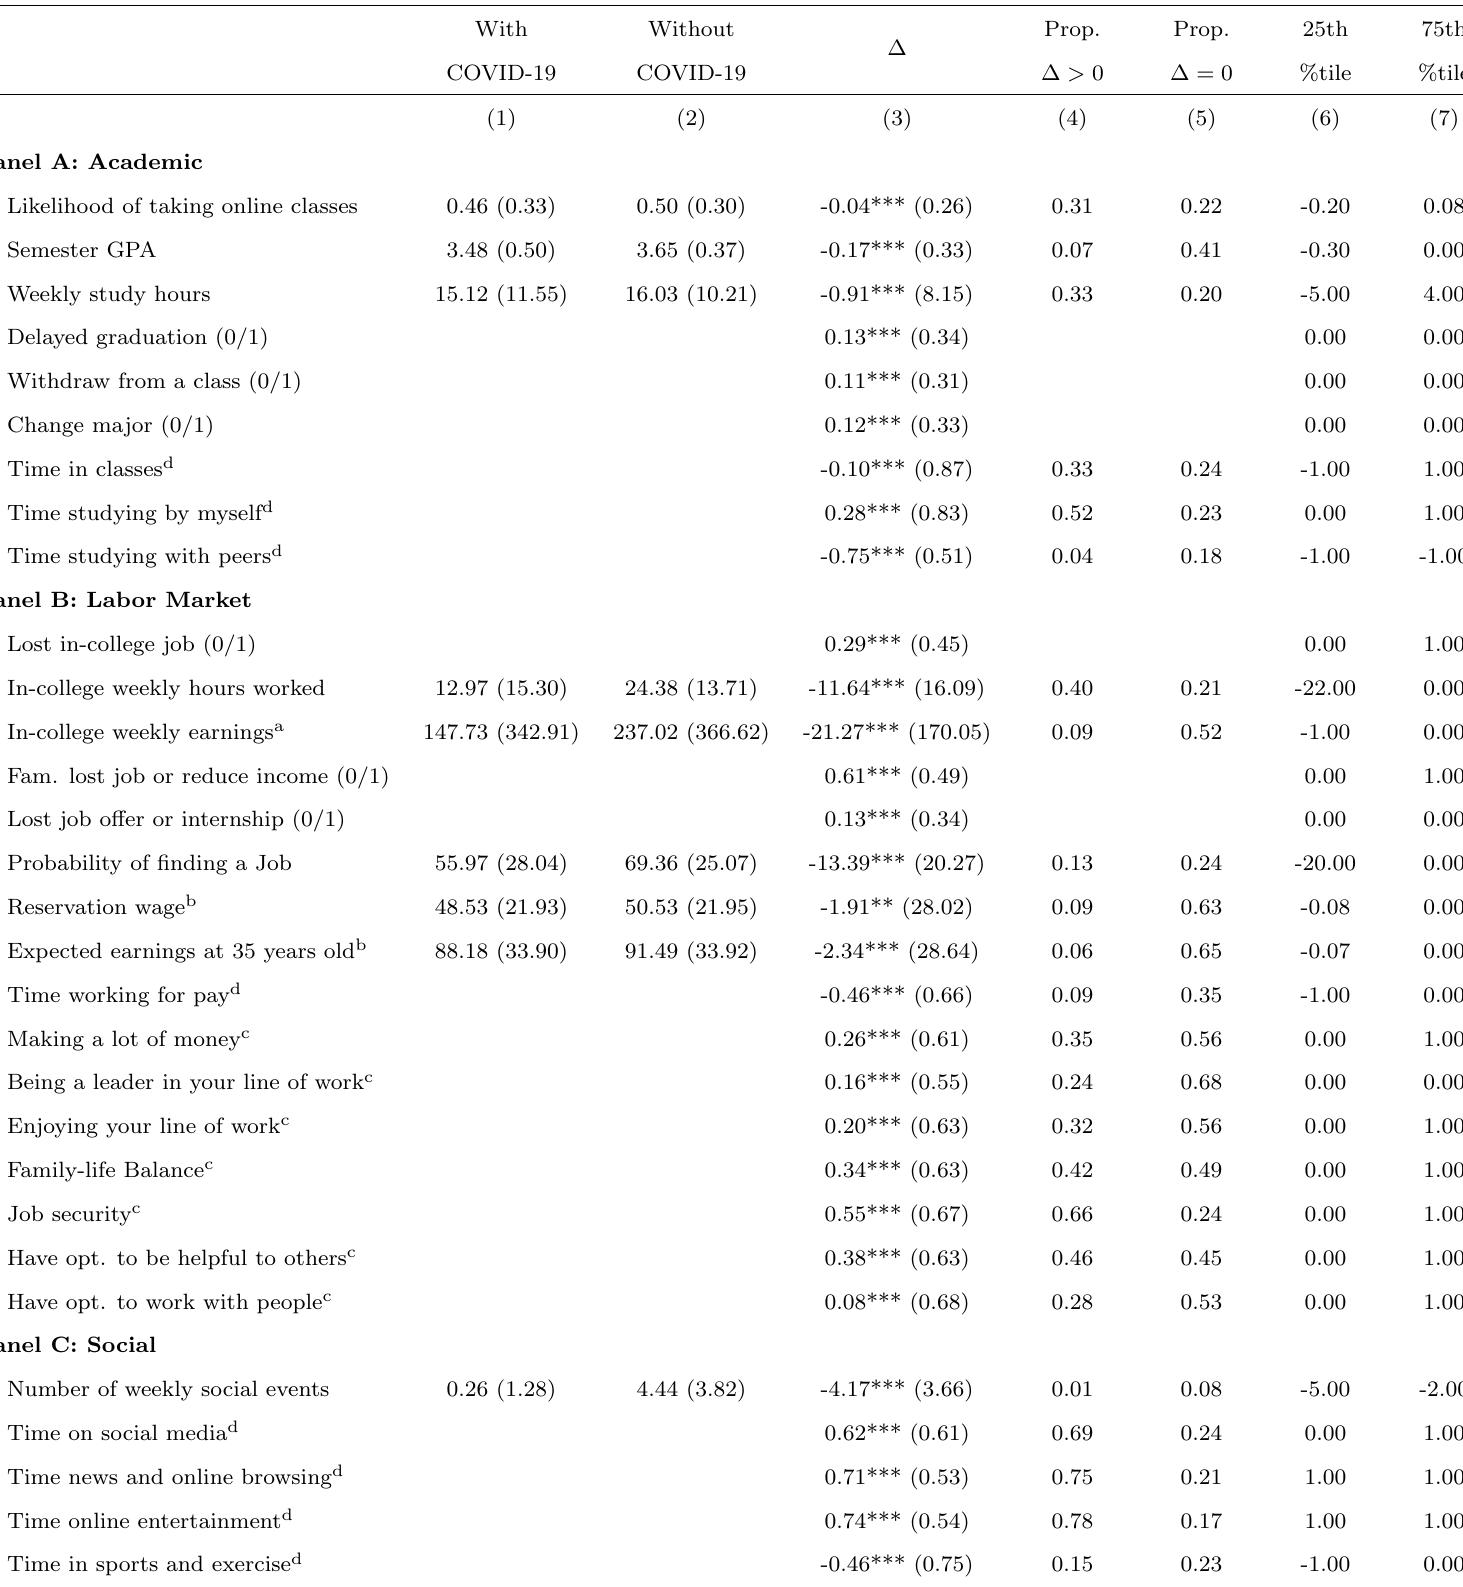 With Without Δ Prop. Prop. 25th 75th
COVID-19 COVID-19 Δ > 0 Δ = 0 %tile %tile
(1) (2) (3) (4) (5) (6) (7)
anel A: Academic
Likelihood of taking online classes 0.46 (0.33) 0.50 (0.30) -0.04*** (0.26) 0.31 0.22 -0.20 0.08
Semester GPA 3.48 (0.50) 3.65 (0.37) -0.17*** (0.33) 0.07 0.41 -0.30 0.00
Weekly study hours 15.12 (11.55) 16.03 (10.21) -0.91*** (8.15) 0.33 0.20 -5.00 4.00
Delayed graduation (0/1) 0.13*** (0.34) 0.00 0.00
Withdraw from a class (0/1) 0.11*** (0.31) 0.00 0.00
Change major (0/1) 0.12*** (0.33) 0.00 0.00
Time in classesd -0.10*** (0.87) 0.33 0.24 -1.00 1.00
Time studying by myselfd 0.28*** (0.83) 0.52 0.23 0.00 1.00
Time studying with peersd -0.75*** (0.51) 0.04 0.18 -1.00 -1.00
anel B: Labor Market
Lost in-college job (0/1) 0.29*** (0.45) 0.00 1.00
In-college weekly hours worked 12.97 (15.30) 24.38 (13.71) -11.64*** (16.09) 0.40 0.21 -22.00 0.00
In-college weekly earningsa 147.73 (342.91) 237.02 (366.62) -21.27*** (170.05) 0.09 0.52 -1.00 0.00
Fam. lost job or reduce income (0/1) 0.61*** (0.49) 0.00 1.00
Lost job offer or internship (0/1) 0.13*** (0.34) 0.00 0.00
Probability of finding a Job 55.97 (28.04) 69.36 (25.07) -13.39*** (20.27) 0.13 0.24 -20.00 0.00
Reservation wageb 48.53 (21.93) 50.53 (21.95) -1.91** (28.02) 0.09 0.63 -0.08 0.00
Expected earnings at 35 years oldb 88.18 (33.90) 91.49 (33.92) -2.34*** (28.64) 0.06 0.65 -0.07 0.00
Time working for payd -0.46*** (0.66) 0.09 0.35 -1.00 0.00
Making a lot of moneyc 0.26*** (0.61) 0.35 0.56 0.00 1.00
Being a leader in your line of workc 0.16*** (0.55) 0.24 0.68 0.00 0.00
Enjoying your line of workc 0.20*** (0.63) 0.32 0.56 0.00 1.00
Family-life Balancec 0.34*** (0.63) 0.42 0.49 0.00 1.00
Job securityc 0.55*** (0.67) 0.66 0.24 0.00 1.00
Have opt. to be helpful to othersc 0.38*** (0.63) 0.46 0.45 0.00 1.00
Have opt. to work with peoplec 0.08*** (0.68) 0.28 0.53 0.00 1.00
anel C: Social
Number of weekly social events 0.26 (1.28) 4.44 (3.82) -4.17*** (3.66) 0.01 0.08 -5.00 -2.00
Time on social mediad 0.62*** (0.61) 0.69 0.24 0.00 1.00
Time news and online browsingd 0.71*** (0.53) 0.75 0.21 1.00 1.00
Time online entertainmentd 0.74*** (0.54) 0.78 0.17 1.00 1.00
Time in sports and exercised -0.46*** (0.75) 0.15 0.23 -1.00 0.00